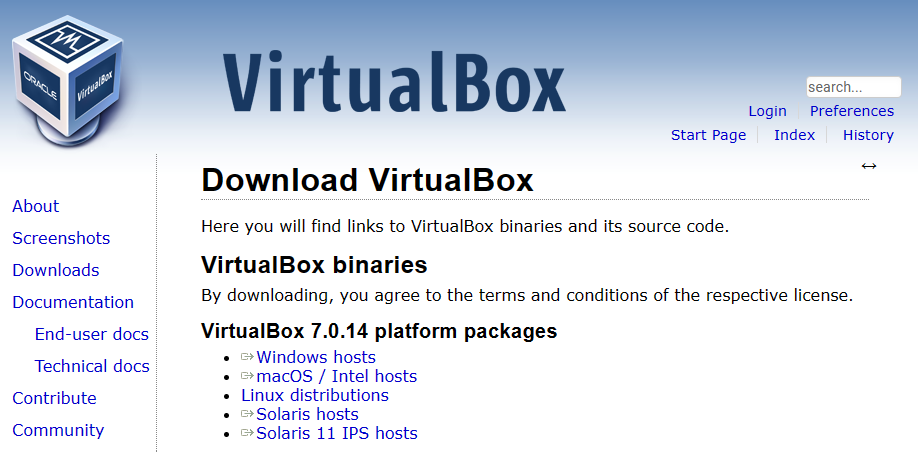 ORACLE
VirtualBox
VirtualBox
search...
Login Preferences
Start Page Index History
About
Screenshots
Downloads
Documentation
End-user docs
Technical docs
Contribute
Community
Download VirtualBox
Here you will find links to VirtualBox binaries and its source code.
VirtualBox binaries
By downloading, you agree to the terms and conditions of the respective license.
VirtualBox 7.0.14 platform packages
Windows hosts
macOS / Intel hosts
Linux distributions
Solaris hosts
Solaris 11 IPS hosts